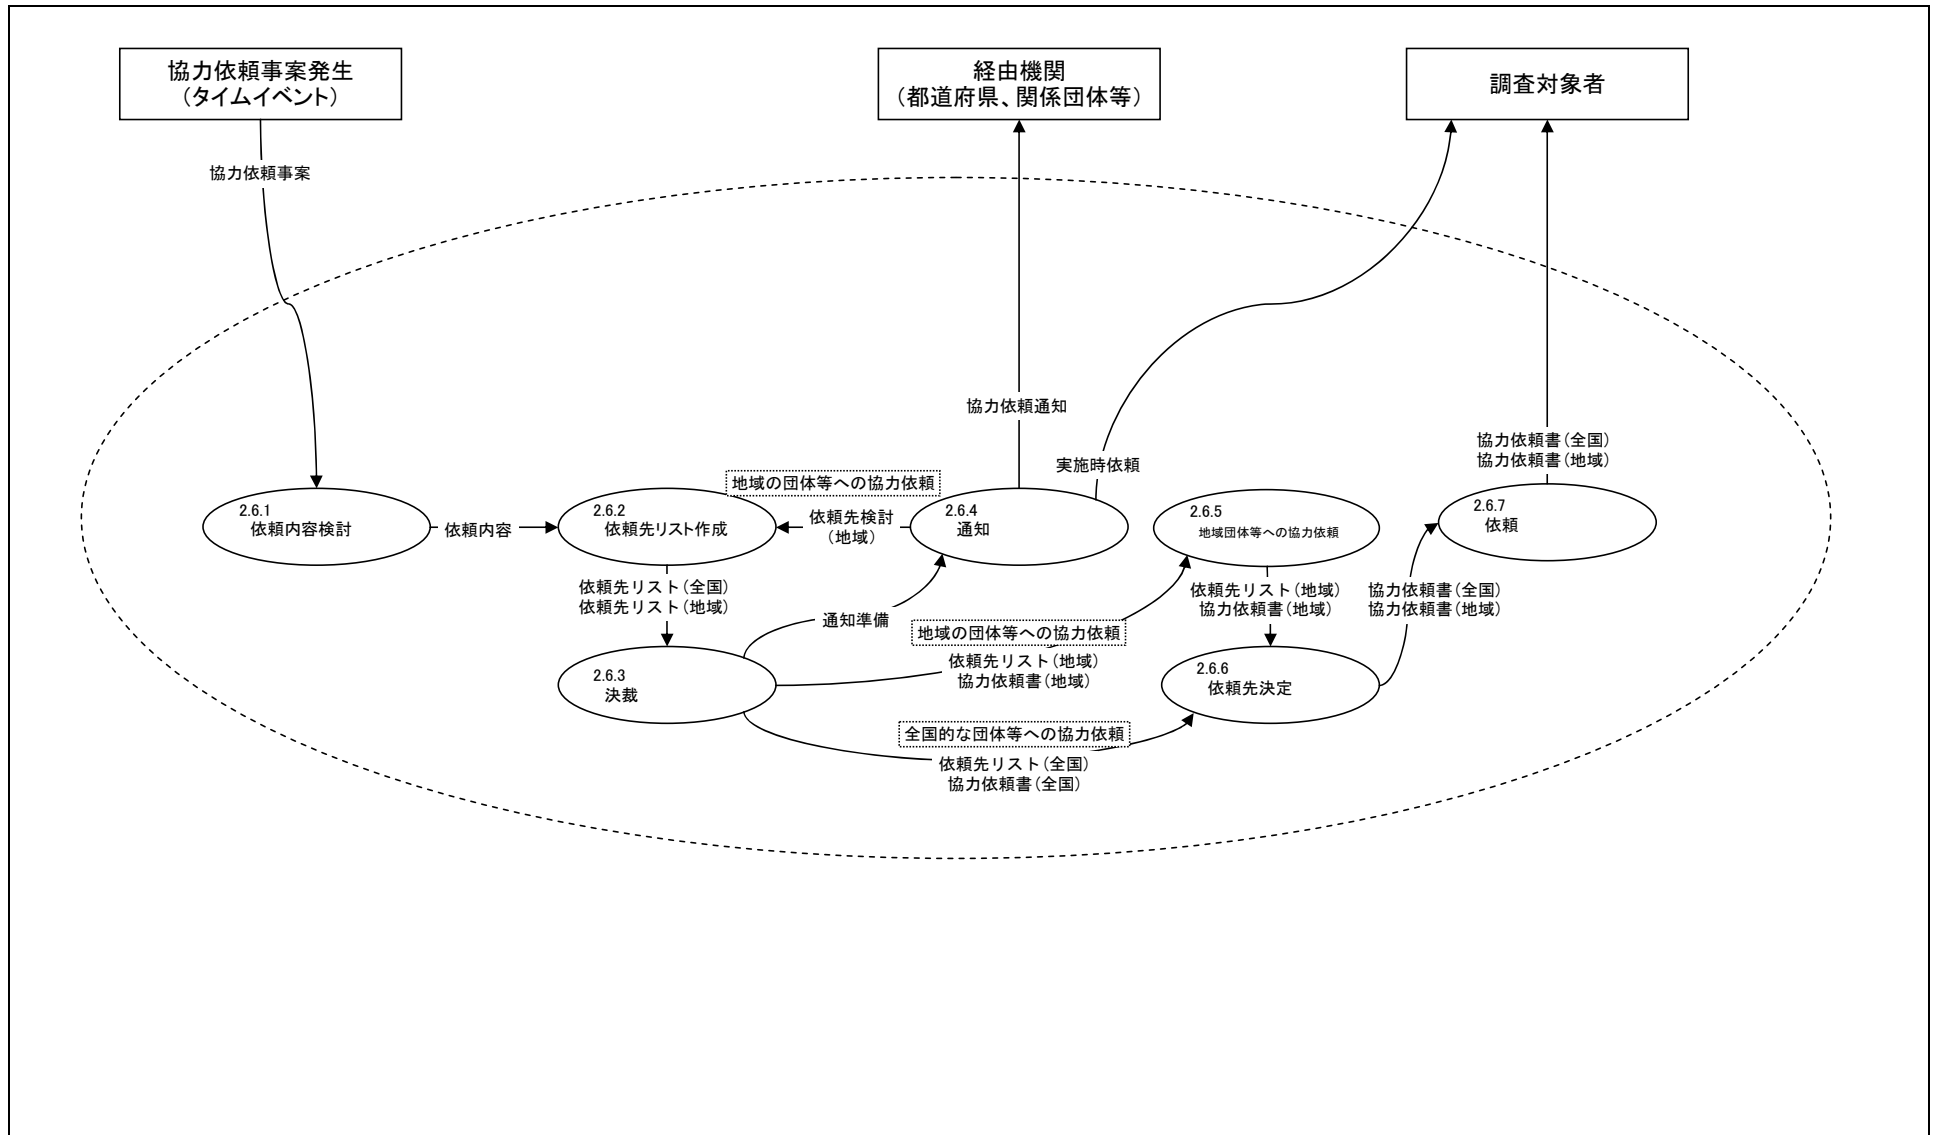 協力依頼事案発生
（タイムイベント）
経由機関
（都道府県、関係団体等）
調査対象者
協力依頼事案
協力依頼通知
実施時依頼
協力依頼書（全国）
協力依頼書（地域）
地域の団体等への協力依頼
2.6.1
依頼内容検討
依頼内容
2.6.2
依頼先リスト作成
依頼先検討
（地域）
2.6.4
通知
2.6.5
地域団体等への協力依頼
2.6.7
依頼
依頼先リスト（全国）
依頼先リスト（地域）
通知準備
依頼先リスト（地域）
協力依頼書（地域）
協力依頼書（全国）
協力依頼書（地域）
地域の団体等への協力依頼
依頼先リスト（地域）
協力依頼書（地域）
2.6.3
決裁
2.6.6
依頼先決定
全国的な団体等への協力依頼
依頼先リスト（全国）
協力依頼書（全国）